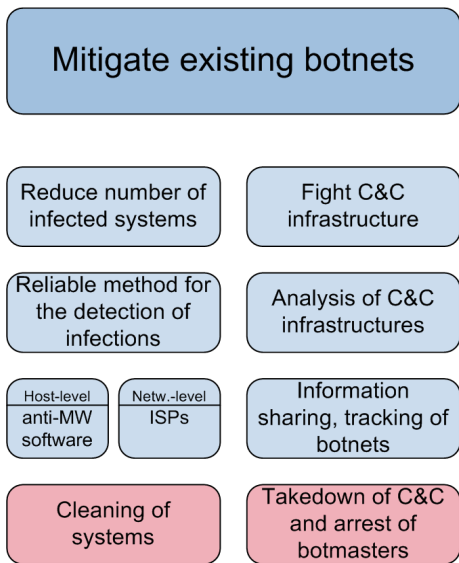 Mitigate existing botnets
Reduce number of
infected systems
Fight C&C
infrastructure
Reliable method for
the detection of
infections
Analysis of C&C
infrastructures
Host-level
anti-MW
software
Netw.-level
ISPs
Information
sharing, tracking of
botnets
Cleaning of
systems
Takedown of C&C
and arrest of
botmasters